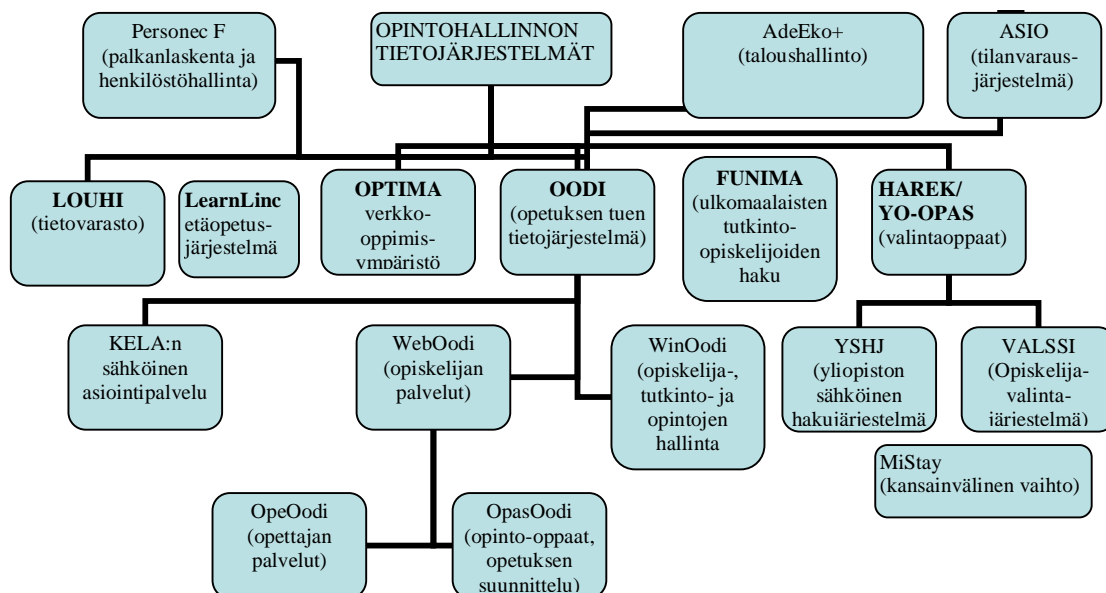 Personec F
(palkanlaskenta ja
henkilöstöhallinta)
OPINTOHALLINNON
TIETOJÄRJESTELMÄT
AdeEko+
(taloushallinto)
ASIO
(tilanvaraus-
järjestelmä)
LOUHI
(tietovarasto)
LearnLinc
etäopetus-
järjestelmä
OPTIMA
verkko-
oppimis-
ympäristö
OODI
(opetuksen tuen
tietojärjestelmä)
FUNIMA
(ulkomaalaisten
tutkinto-
opiskelijoiden
haku
HAREK/
YO-OPAS
(valintaoppaat)
KELA:n
sähköinen
asiointipalvelu
WebOodi
(opiskelijan
palvelut)
WinOodi
(opiskelija-,
tutkinto- ja
opintojen
hallinta
YSHJ
(yliopiston
sähköinen
hakujärjestelmä
VALSSI
(Opiskelija-
valinta-
järjestelmä)
MiStay
(kansainvälinen vaihto)
OpeOodi
(opettajan
palvelut)
OpasOodi
(opinto-oppaat,
opetuksen
suunnittelu)